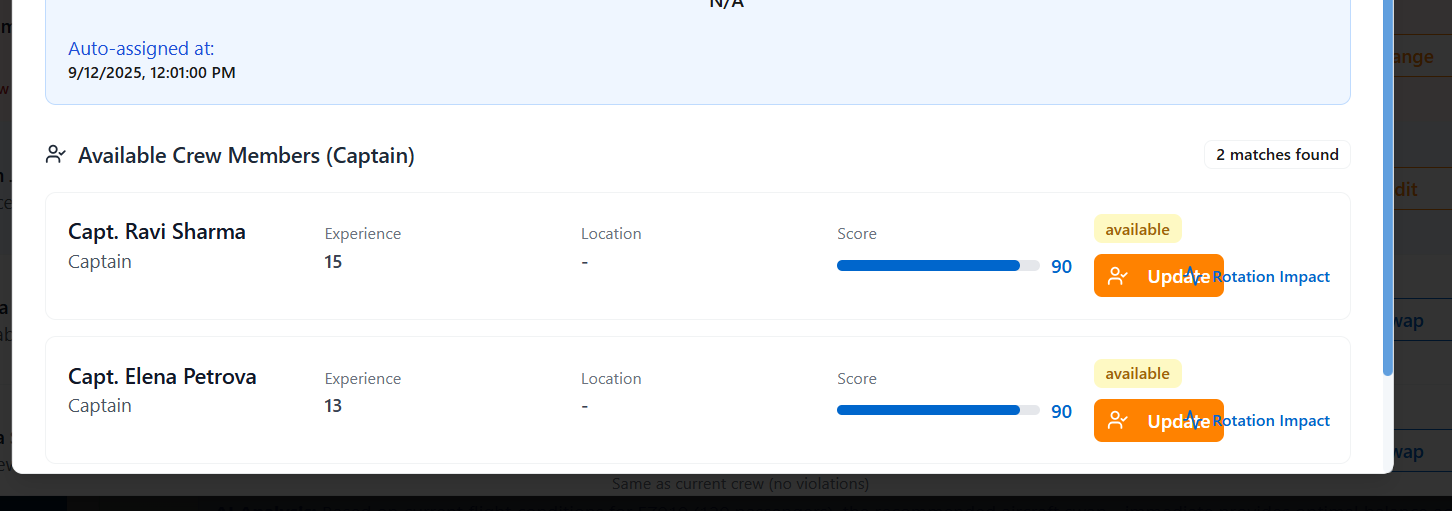 N/A
Auto-assigned at:
9/12/2025, 12:01:00 PM
Available Crew Members (Captain)
2 matches found
Capt. Ravi Sharma
Captain
Experience
15
Location
-
Score
90
available
Update
Rotation Impact
Capt. Elena Petrova
Captain
Experience
13
Location
-
Score
90
available
Update
Rotation Impact
Same as current crew (no violations)